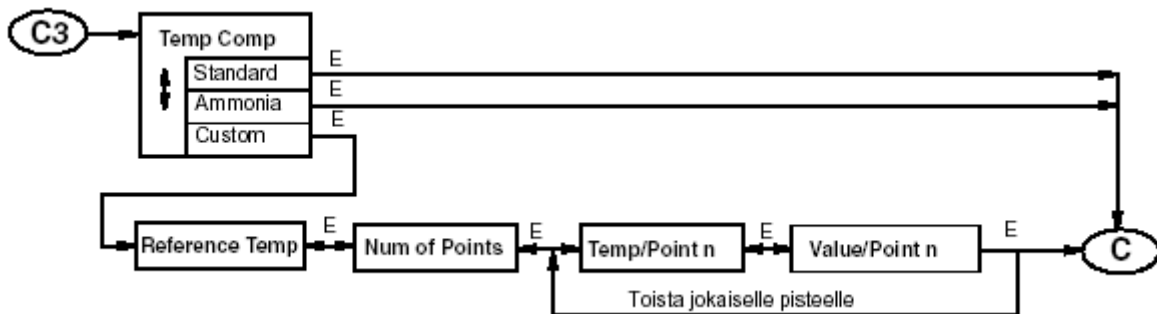 C3
Temp Comp
Standard
E
Ammonia
E
Custom
E
Reference Temp
E
Num of Points
E
Temp/Point n
E
Value/Point n
E
C
Toista jokaiselle pisteelle